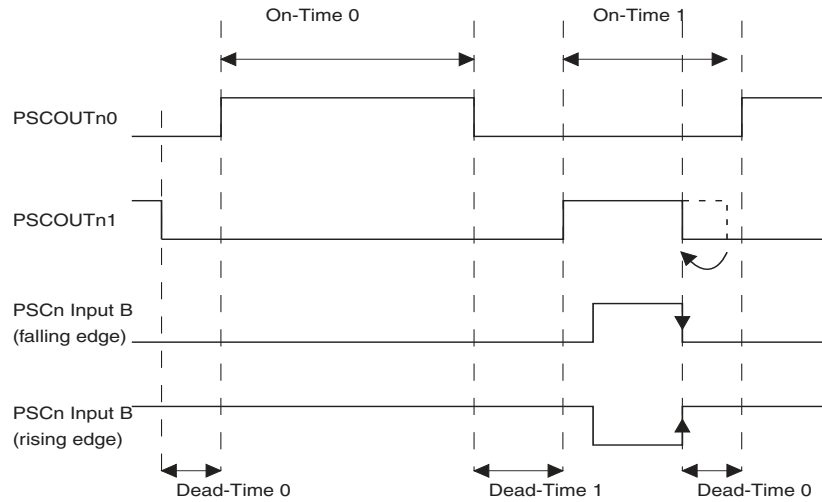 On-Time 0
On-Time 1
PSCOUTn0
PSCOUTn1
PSCn Input B
(falling edge)
PSCn Input B
(rising edge)
Dead-Time 0
Dead-Time 1
Dead-Time 0